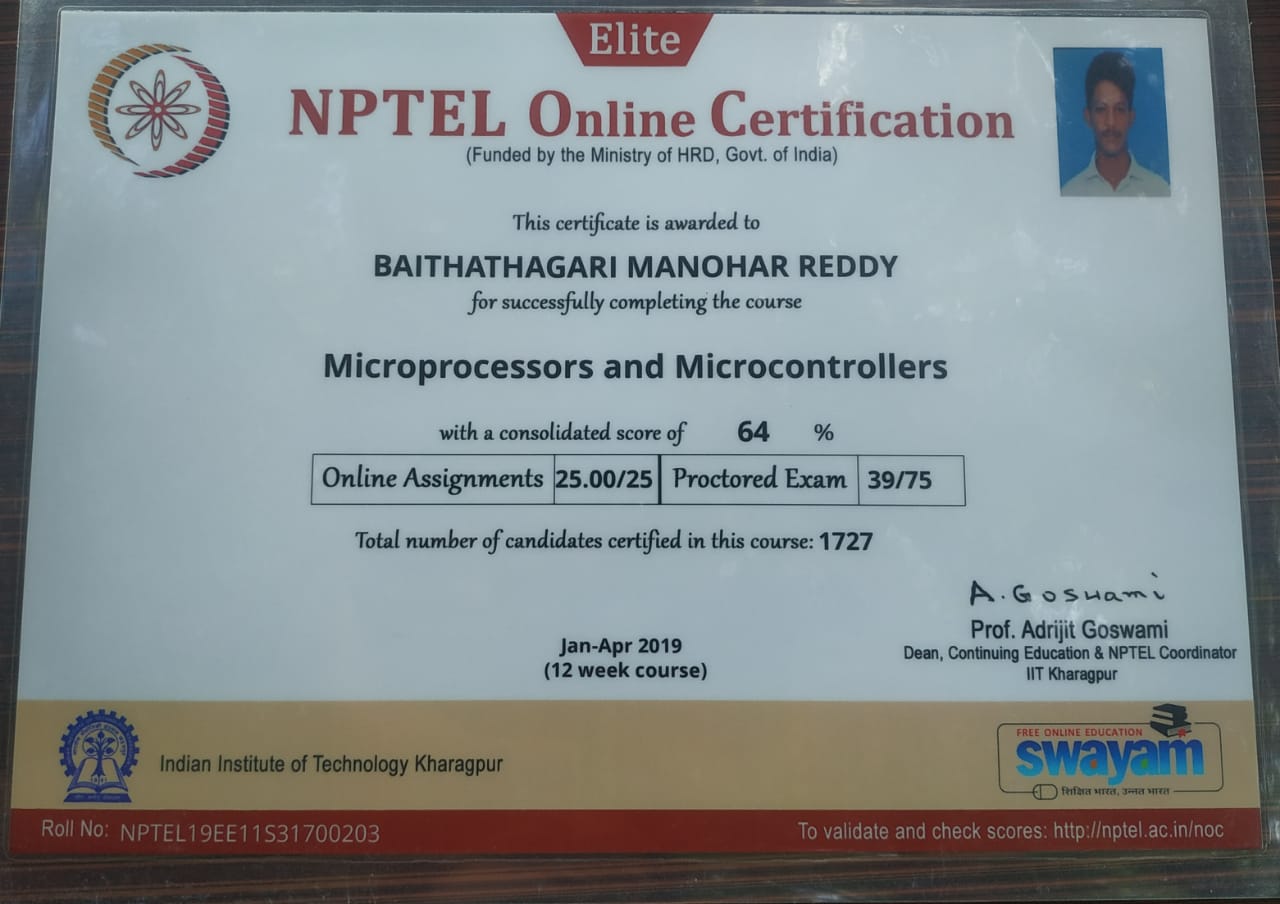 Elite
NPTEL Online Certification
(Funded by the Ministry of HRD, Govt. of India)
This certificate is awarded to
BAITHATHAGARI MANOHAR REDDY
for successfully completing the course
Microprocessors and Microcontrollers
with a consolidated score of 64 %
Online Assignments 25.00/25 Proctored Exam 39/75
Total number of candidates certified in this course: 1727
A. Goswami
Prof. Adrijit Goswami
Dean, Continuing Education & NPTEL Coordinator
IIT Kharagpur
Jan-Apr 2019
(12 week course)
Indian Institute of Technology Kharagpur
FREE ONLINE EDUCATION
swayam
शिक्षित भारत, उन्नत भारत
Roll No: NPTEL19EE11S31700203
To validate and check scores: http://nptel.ac.in/noc